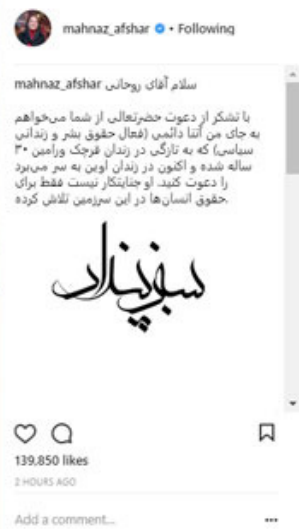 mahnaz_afshar • Following
mahnaz_afshar سلام آقای روحانی
با تشکر از دعوت حضرتعالی از شما می‌خواهم
به جای من آتنا دائمی (فعال حقوق بشر و زندانی
سیاسی) که به تازگی در زندان قرچک ورامین ۳۰
ساله شده و اکنون در زندان اوین به سر می‌برد
را دعوت کنید. او جنایتکار نیست فقط برای
حقوق انسان‌ها در این سرزمین تلاش کرده.
139,850 likes
2 HOURS AGO
Add a comment...